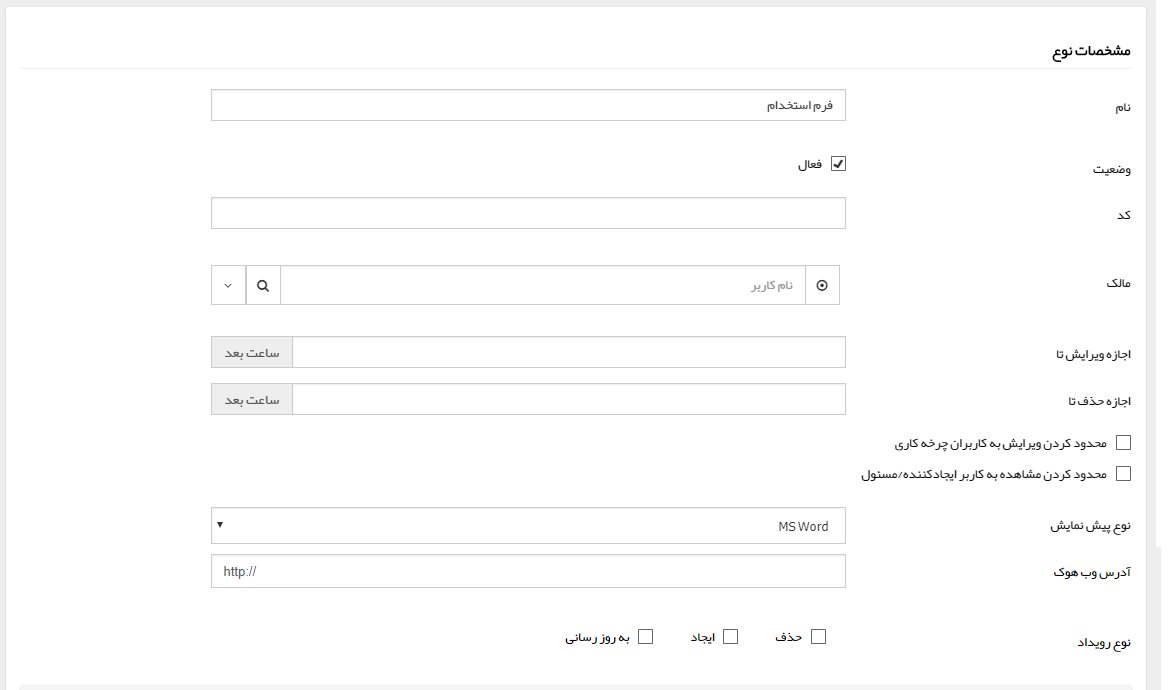 مشخصات نوع
نام
فرم استخدام
وضعیت
فعال
کد
مالک
نام کاربر
اجازه ویرایش تا
ساعت بعد
اجازه حذف تا
ساعت بعد
محدود کردن ویرایش به کاربران چرخه کاری
محدود کردن مشاهده به کاربر ایجادکننده/مسئول
نوع پیش نمایش
MS Word
آدرس وب هوک
http://
نوع رویداد
حذف
ایجاد
به روز رسانی